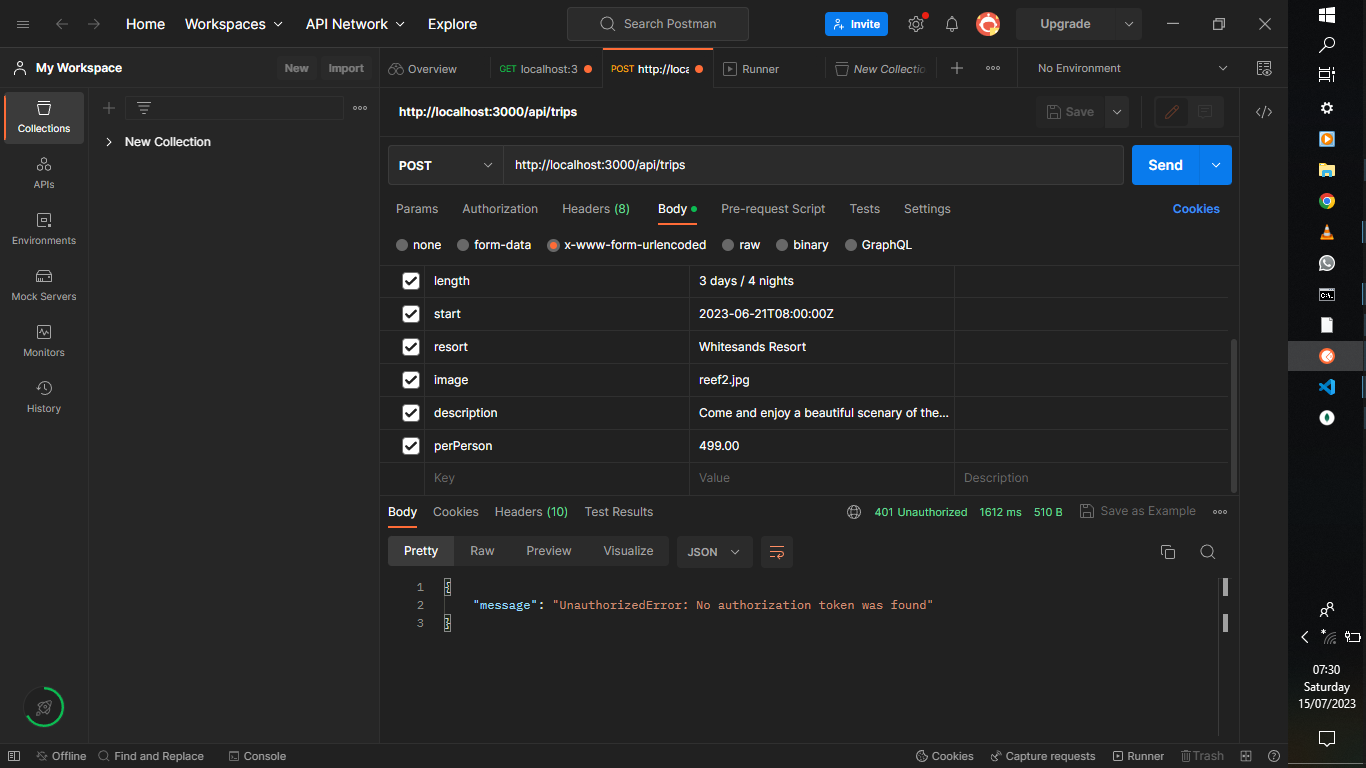 Home Workspaces API Network Explore Search Postman Invite Upgrade
My Workspace New Import Overview GET localhost:3 POST http://loca Runner New Collectio No Environment
http://localhost:3000/api/trips Save
Collections
New Collection
APIs
Environments
Mock Servers
Monitors
History
POST http://localhost:3000/api/trips Send
Params Authorization Headers (8) Body Pre-request Script Tests Settings Cookies
none form-data x-www-form-urlencoded raw binary GraphQL
length 3 days / 4 nights
start 2023-06-21T08:00:00Z
resort Whitesands Resort
image reef2.jpg
description Come and enjoy a beautiful scenary of the...
perPerson 499.00
Key Value Description
Body Cookies Headers (10) Test Results 401 Unauthorized 1612 ms 510 B Save as Example
Pretty Raw Preview Visualize JSON
1 {
2 "message": "UnauthorizedError: No authorization token was found"
3 }
Offline Find and Replace Console Cookies Capture requests Runner Trash
07:30
Saturday
15/07/2023